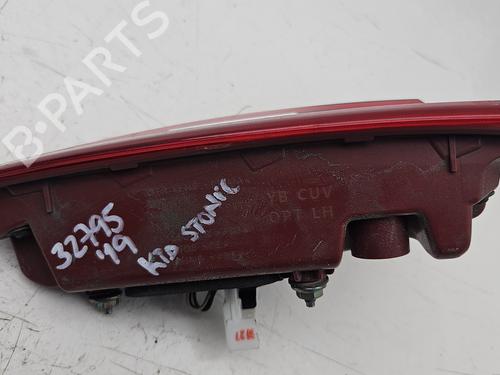 B-PARTS
YB CUV
OPT LH
32795
'19
KIA STONIC